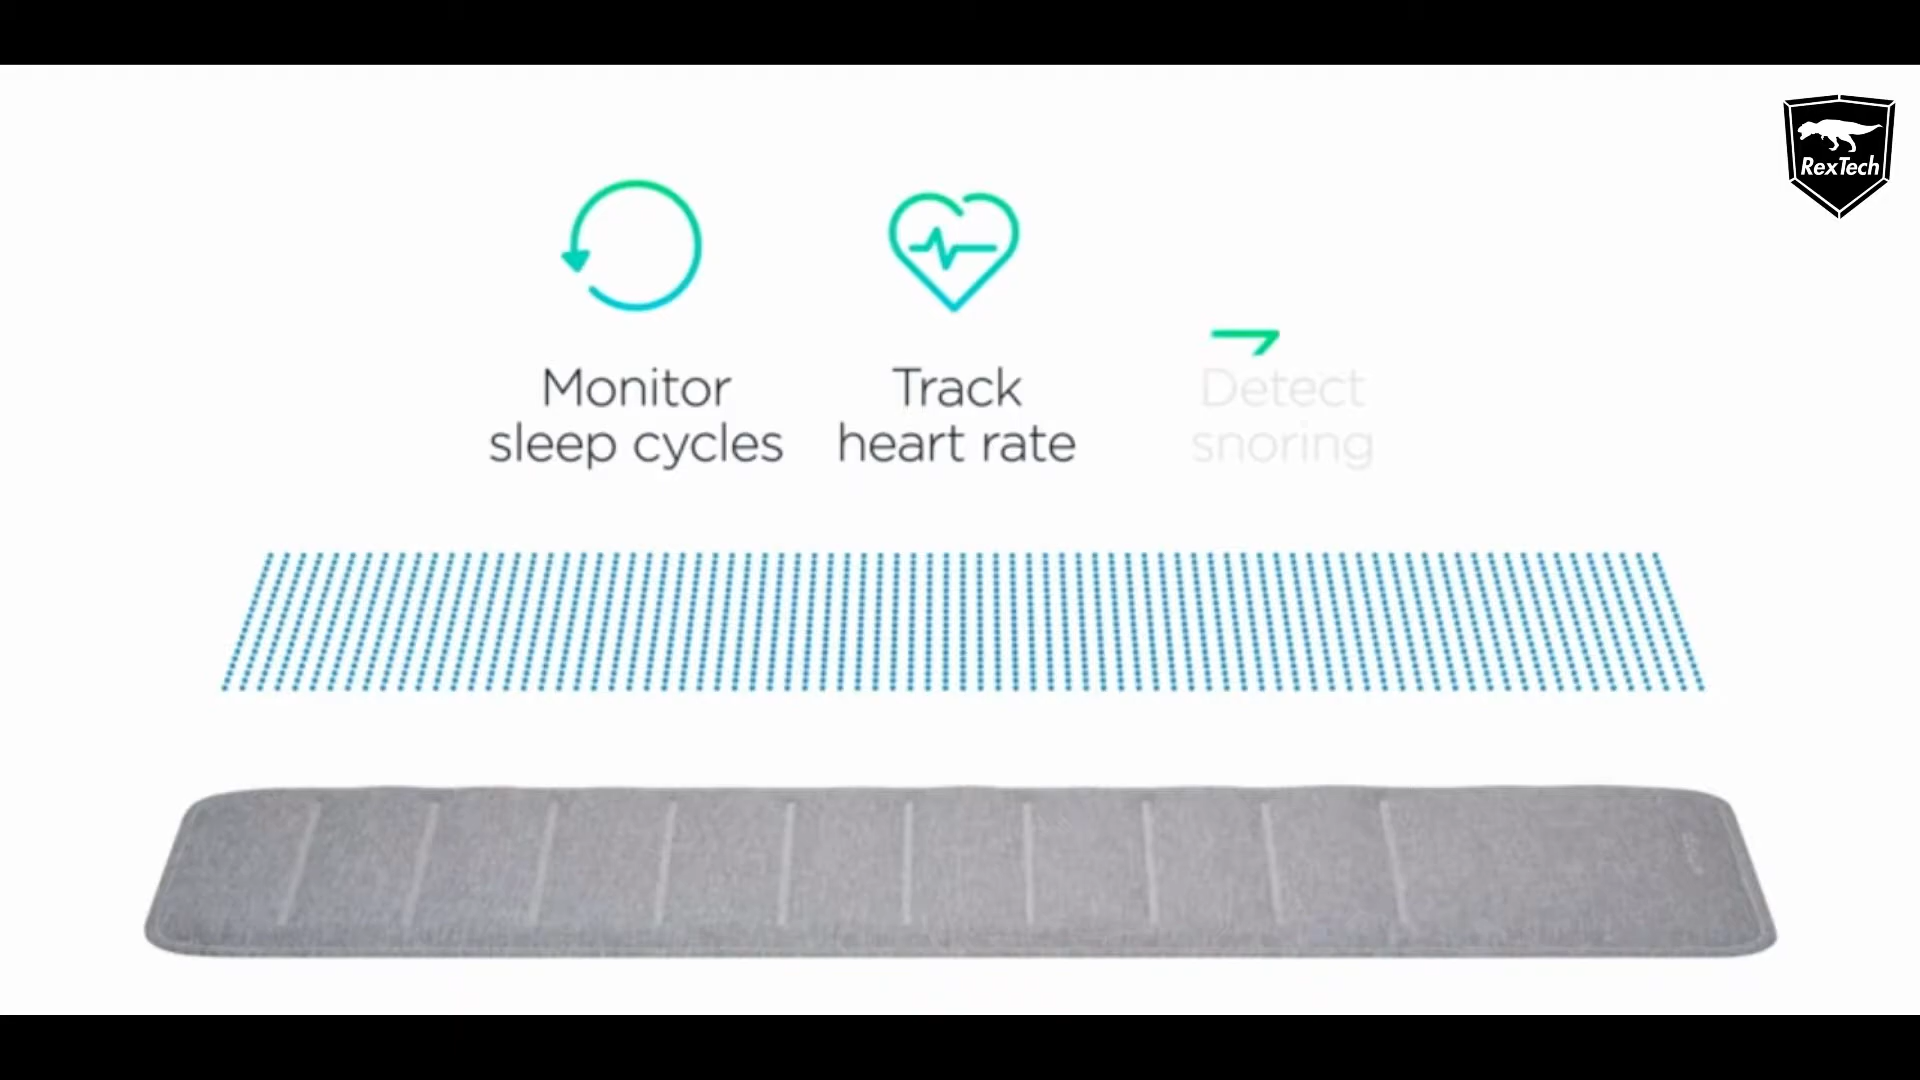 RexTech
Monitor
sleep cycles
Track
heart rate
Detect
snoring